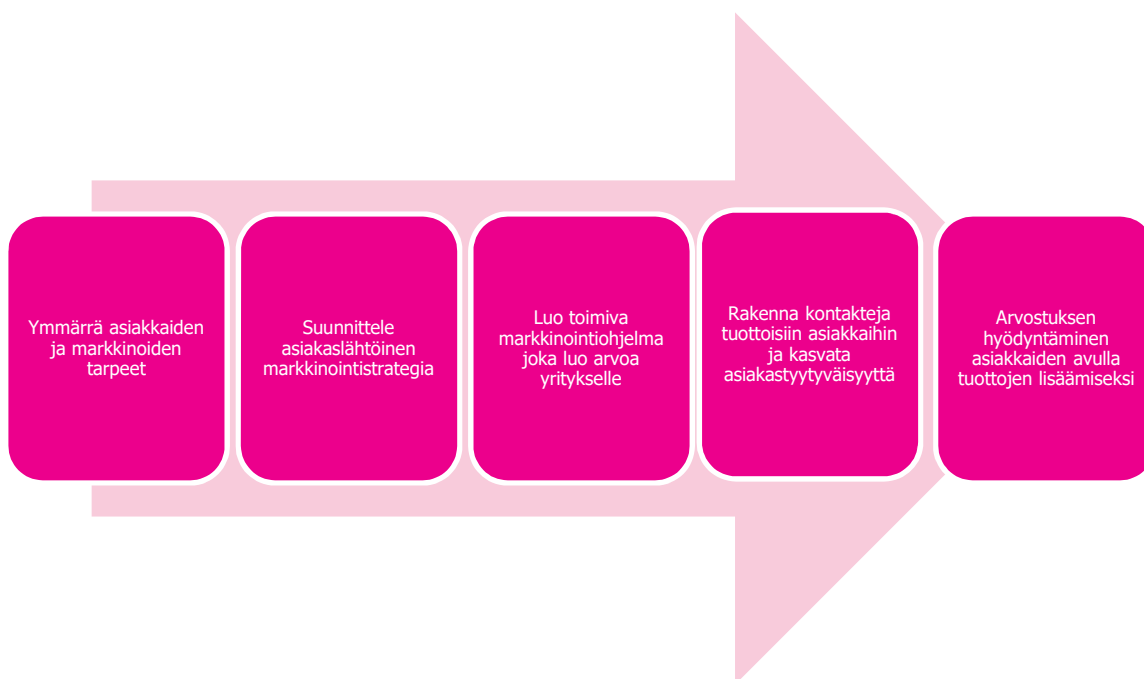 Ymmärrä asiakkaiden
ja markkinoiden
tarpeet
Suunnittele
asiakaslähtöinen
markkinointistrategia
Luo toimiva
markkinointiohjelma
joka luo arvoa
yritykselle
Rakenna kontakteja
tuottoisiin asiakkaihin
ja kasvata
asiakastyytyväisyyttä
Arvostuksen
hyödyntäminen
asiakkaiden avulla
tuottojen lisäämiseksi